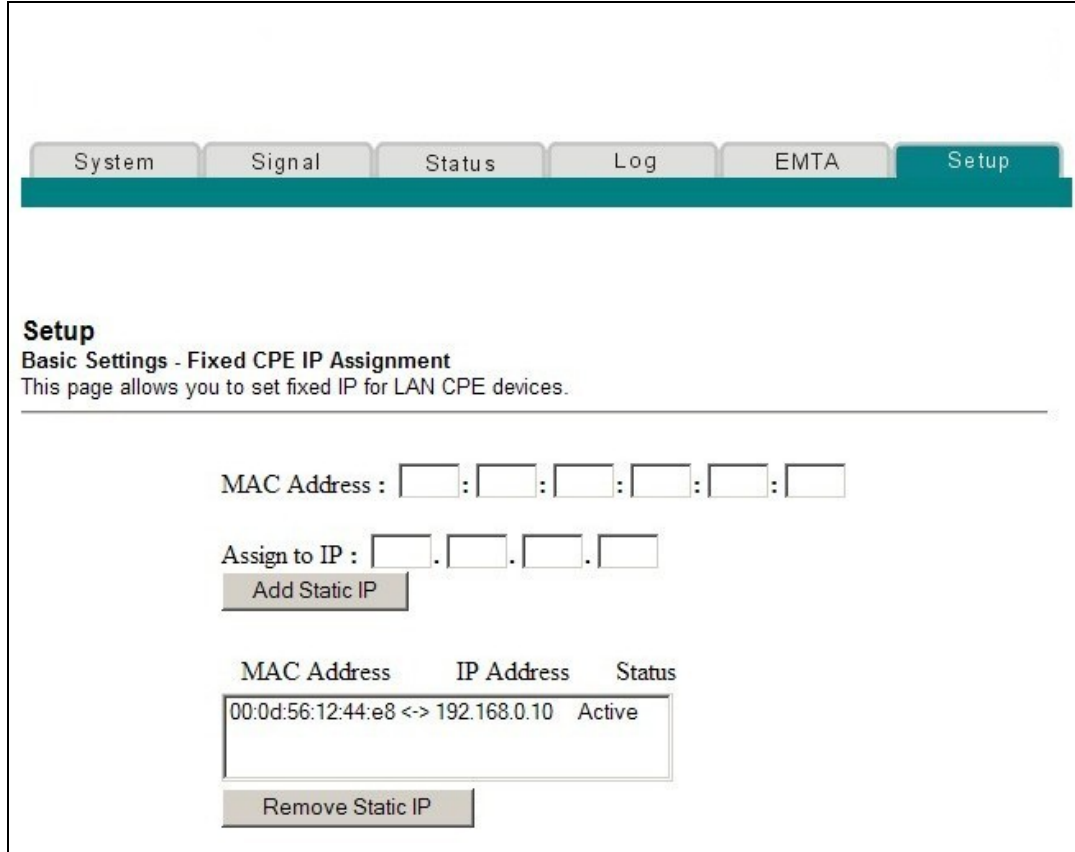 System Signal Status Log EMTA Setup
Setup
Basic Settings - Fixed CPE IP Assignment
This page allows you to set fixed IP for LAN CPE devices.
MAC Address : : : : : :
Assign to IP : . . .
Add Static IP
MAC Address IP Address Status
00:0d:56:12:44:e8 <-> 192.168.0.10 Active
Remove Static IP